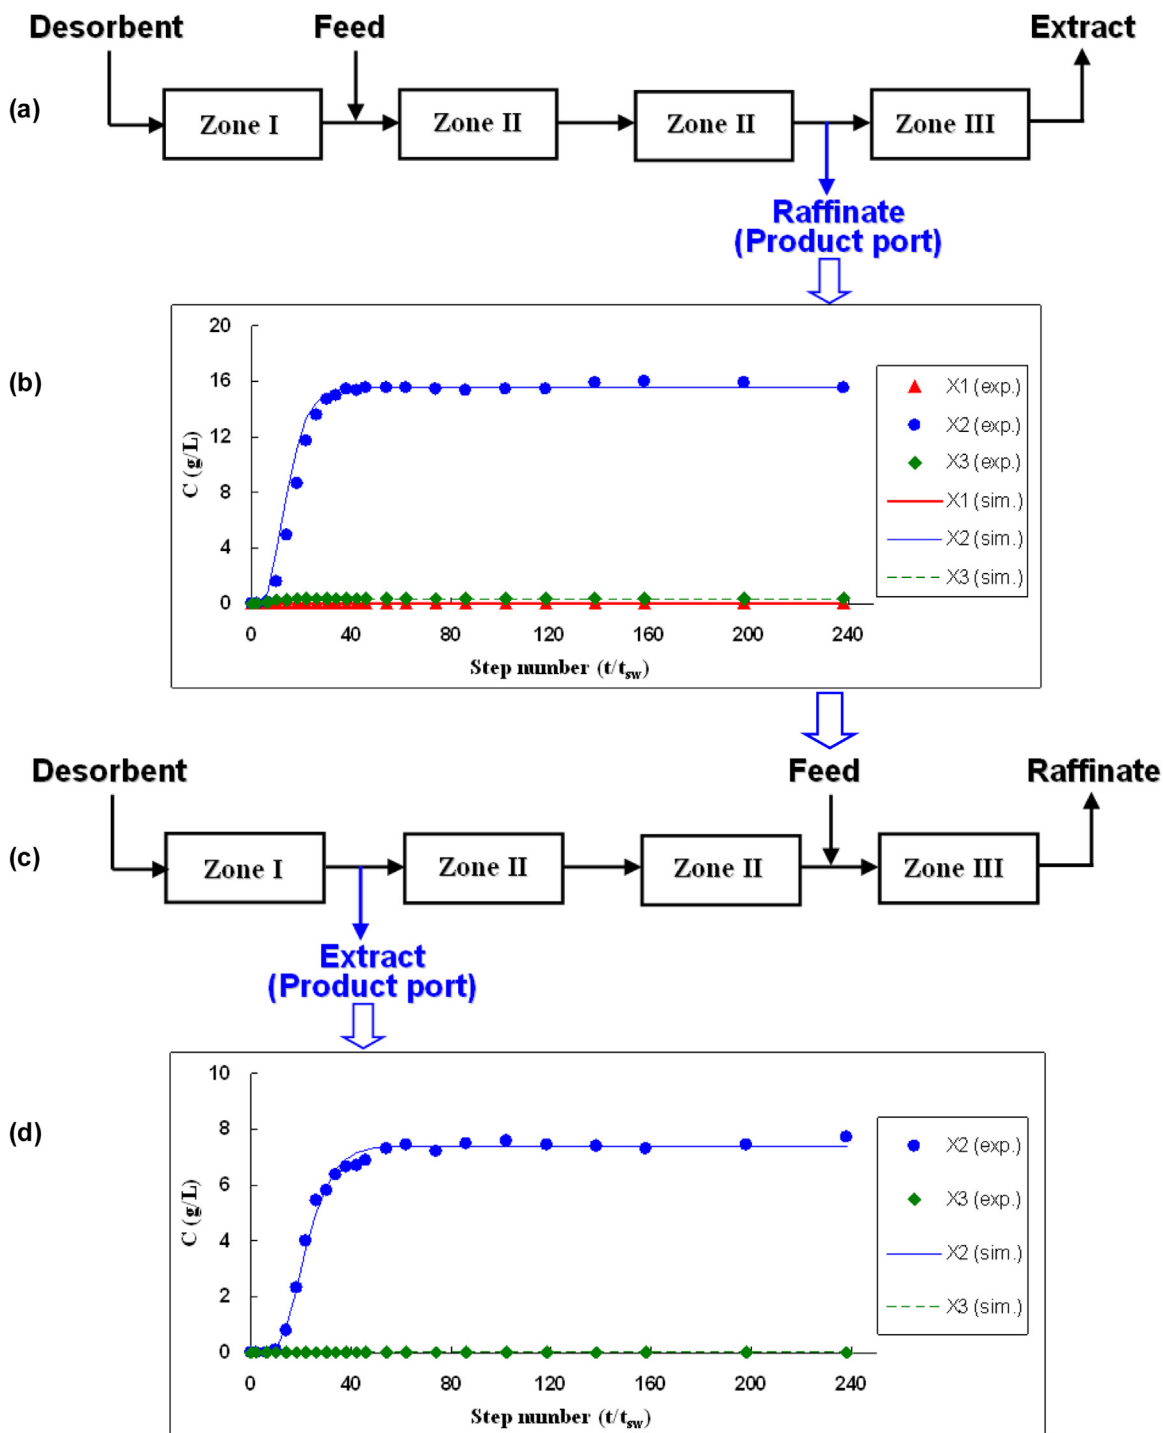 Desorbent Feed Extract
(a)
Zone I Zone II Zone II Zone III
Raffinate
(Product port)
(b)
C (g/L)
20
16
12
8
4
0
0 40 80 120 160 200 240
Step number (t/tsw)
X1 (exp.)
X2 (exp.)
X3 (exp.)
X1 (sim.)
X2 (sim.)
X3 (sim.)
Desorbent Feed Raffinate
(c)
Zone I Zone II Zone II Zone III
Extract
(Product port)
(d)
C (g/L)
10
8
6
4
2
0
0 40 80 120 160 200 240
Step number (t/tsw)
X2 (exp.)
X3 (exp.)
X2 (sim.)
X3 (sim.)